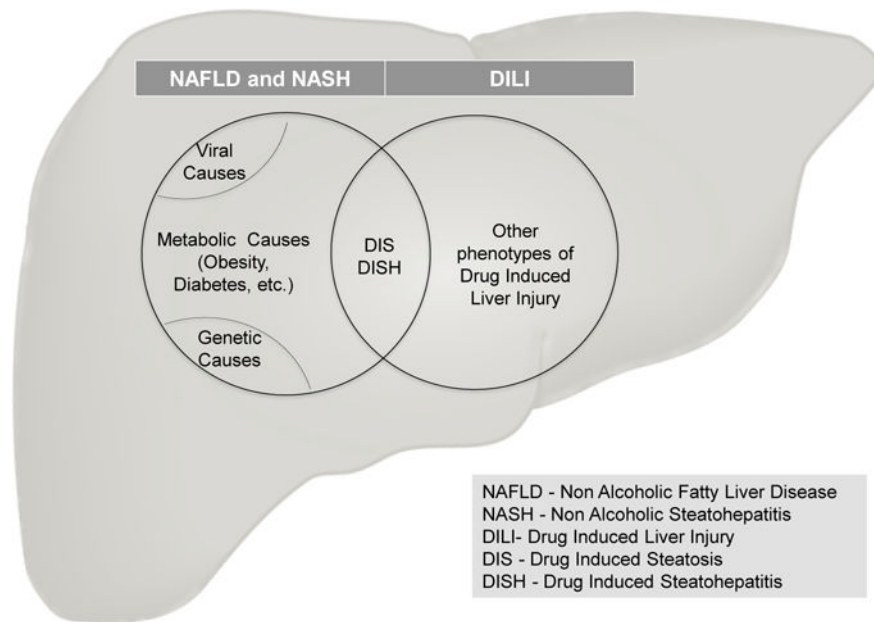 NAFLD and NASH
DILI
Viral
Causes
Metabolic Causes
(Obesity,
Diabetes, etc.)
Genetic
Causes
DIS
DISH
Other
phenotypes of
Drug Induced
Liver Injury
NAFLD - Non Alcoholic Fatty Liver Disease
NASH - Non Alcoholic Steatohepatitis
DILI- Drug Induced Liver Injury
DIS - Drug Induced Steatosis
DISH - Drug Induced Steatohepatitis